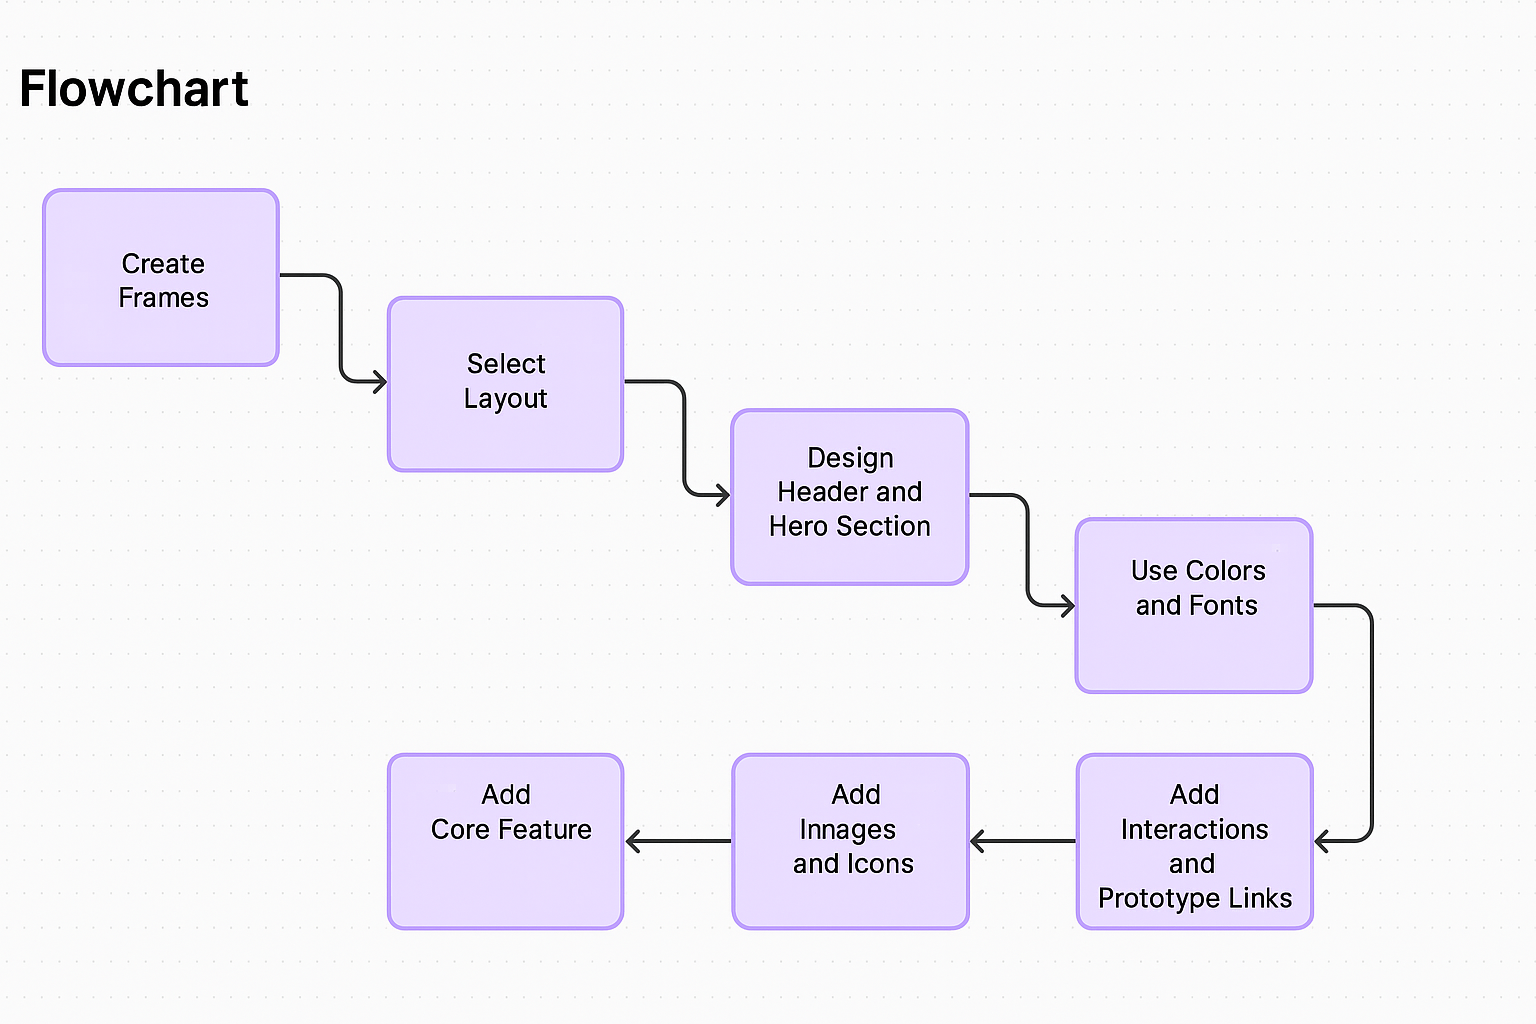 Flowchart
Create
Frames
Select
Layout
Design
Header and
Hero Section
Use Colors
and Fonts
Add
Interactions
and
Prototype Links
Add
Innages
and Icons
Add
Core Feature